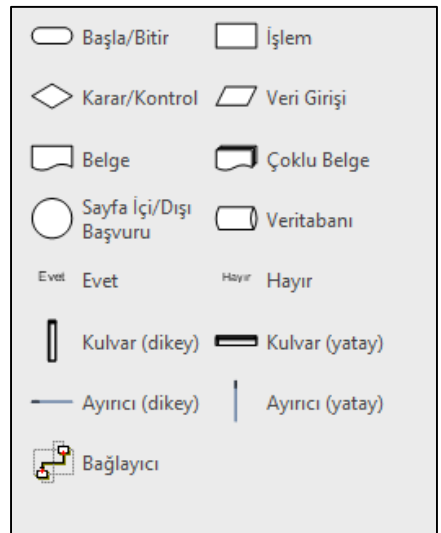 Başla/Bitir
İşlem
Karar/Kontrol
Veri Girişi
Belge
Çoklu Belge
Sayfa İçi/Dışı
Başvuru
Veritabanı
Evet
Evet
Hayır
Hayır
Kulvar (dikey)
Kulvar (yatay)
Ayırıcı (dikey)
Ayırıcı (yatay)
Bağlayıcı